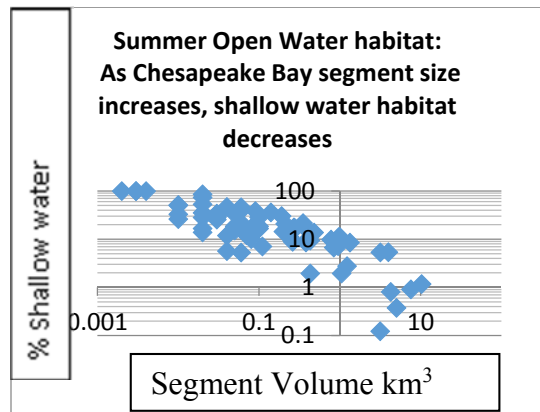 Summer Open Water habitat:
As Chesapeake Bay segment size
increases, shallow water habitat
decreases
% Shallow water
100
10
1
0.001 0.1 10
0.1
Segment Volume km³